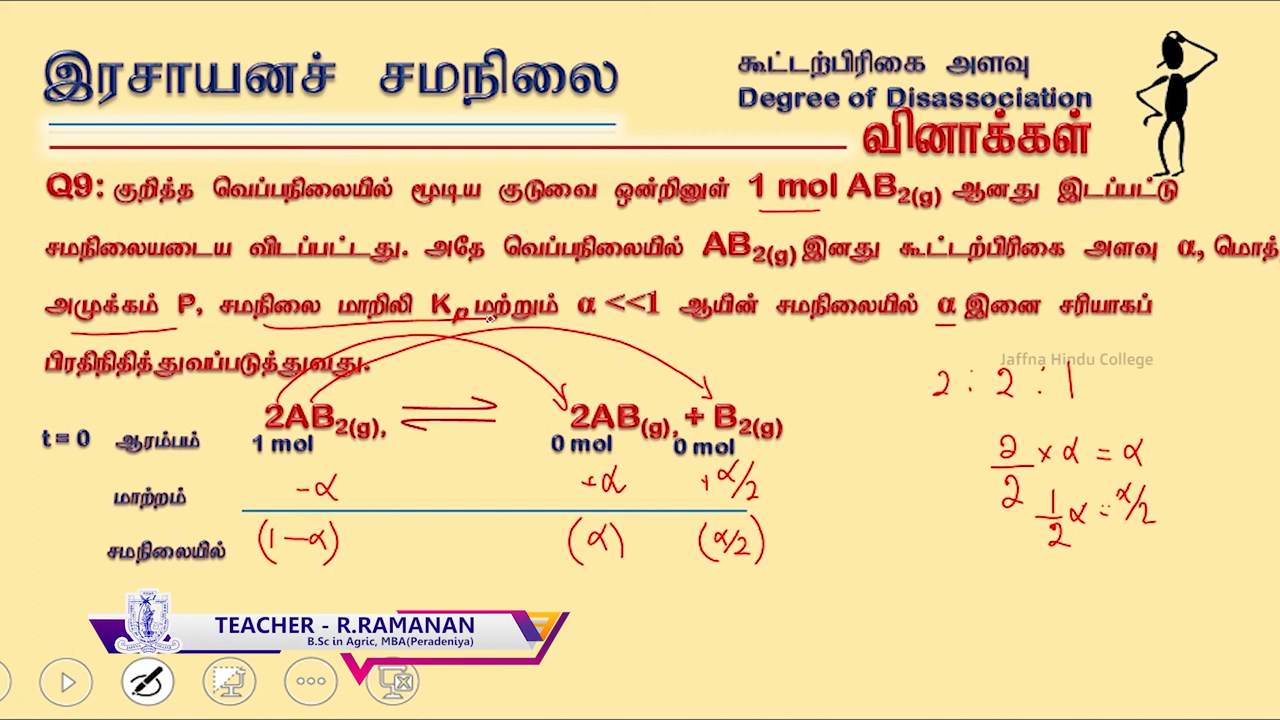 இரசாயனச் சமநிலை
கூட்டற்பிரிகை அளவு
Degree of Disassociation
வினாக்கள்
Q9: குறித்த வெப்பநிலையில் மூடிய குடுவை ஒன்றினுள் 1 mol AB₂₍g₎ ஆனது இடப்பட்டு
சமநிலையடைய விடப்பட்டது. அதே வெப்பநிலையில் AB₂₍g₎ இனது கூட்டற்பிரிகை அளவு α, மொத்
அமுக்கம் P, சமநிலை மாறிலி Kp மற்றும் α <<1 ஆயின் சமநிலையில் α இனை சரியாகப்
பிரதிநிதித்துவப்படுத்துவது.
Jaffna Hindu College
2 : 2 : 1
2AB₂₍g₎, ⇌ 2AB₍g₎, + B₂₍g₎
t = 0 ஆரம்பம் 1 mol 0 mol 0 mol
2/2 × α = α
மாற்றம் -α +α +α/2
1/2 α = α/2
சமநிலையில் (1-α) (α) (α/2)
TEACHER - R.RAMANAN
B.Sc in Agric, MBA(Peradeniya)